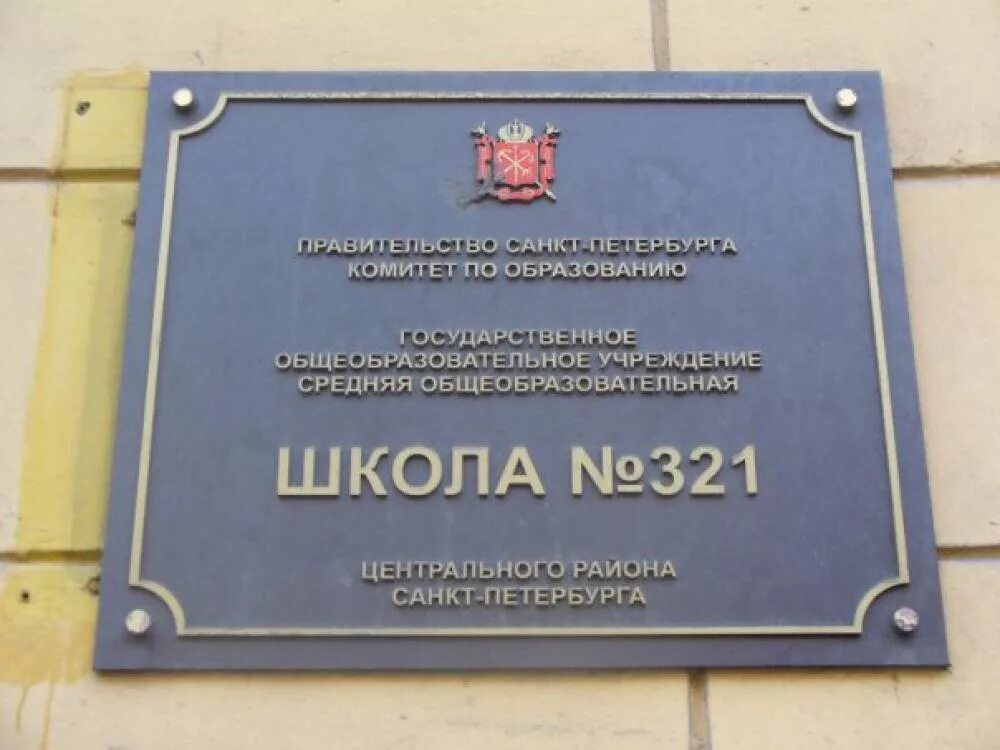 ПРАВИТЕЛЬСТВО САНКТ-ПЕТЕРБУРГА
КОМИТЕТ ПО ОБРАЗОВАНИЮ
ГОСУДАРСТВЕННОЕ
ОБЩЕОБРАЗОВАТЕЛЬНОЕ УЧРЕЖДЕНИЕ
СРЕДНЯЯ ОБЩЕОБРАЗОВАТЕЛЬНАЯ
ШКОЛА №321
ЦЕНТРАЛЬНОГО РАЙОНА
САНКТ-ПЕТЕРБУРГА